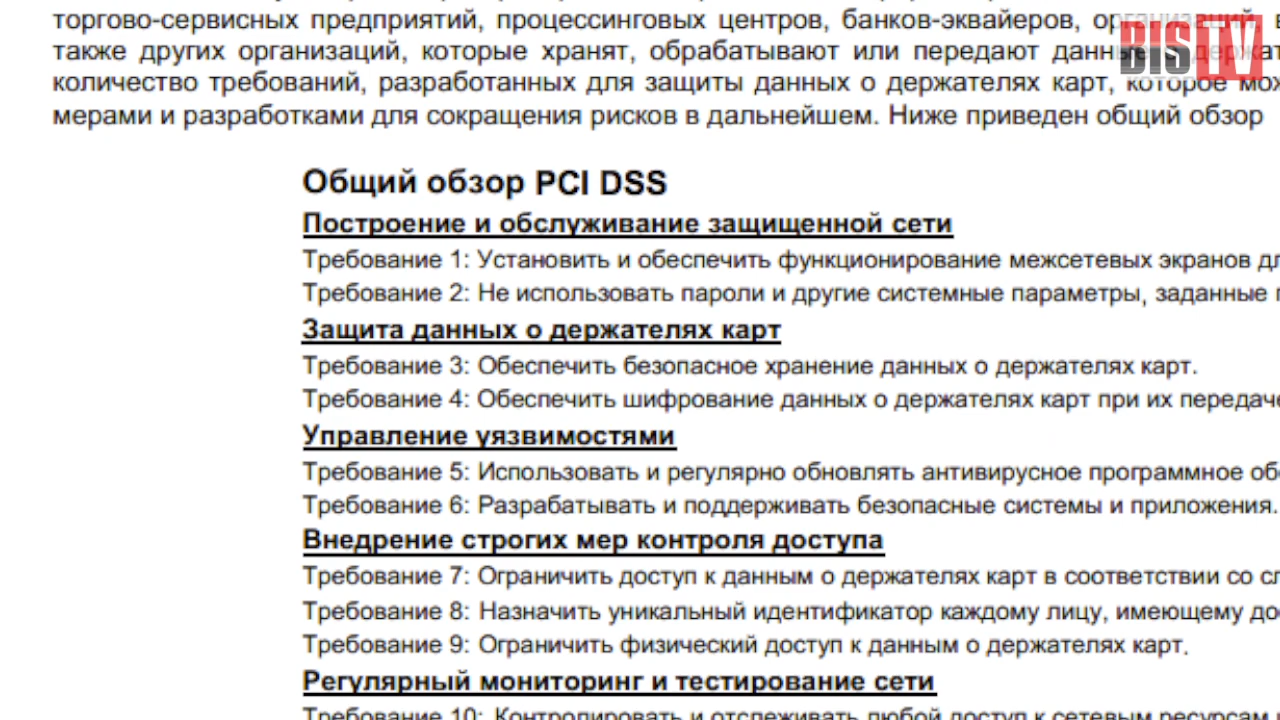 торгово-сервисных предприятий, процессинговых центров, банков-эквайеров, организаций,
также других организаций, которые хранят, обрабатывают или передают данные о
количество требований, разработанных для защиты данных о держателях карт, которое
мерами и разработками для сокращения рисков в дальнейшем. Ниже приведен общий обзор
BIS TV
Общий обзор PCI DSS
Построение и обслуживание защищенной сети
Требование 1: Установить и обеспечить функционирование межсетевых экранов
Требование 2: Не использовать пароли и другие системные параметры, заданные
Защита данных о держателях карт
Требование 3: Обеспечить безопасное хранение данных о держателях карт.
Требование 4: Обеспечить шифрование данных о держателях карт при их передаче
Управление уязвимостями
Требование 5: Использовать и регулярно обновлять антивирусное программное
Требование 6: Разрабатывать и поддерживать безопасные системы и приложения.
Внедрение строгих мер контроля доступа
Требование 7: Ограничить доступ к данным о держателях карт в соответствии со
Требование 8: Назначить уникальный идентификатор каждому лицу, имеющему
Требование 9: Ограничить физический доступ к данным о держателях карт.
Регулярный мониторинг и тестирование сети
Требование 10: Контролировать и отслеживать любой доступ к сетевым ресурсам